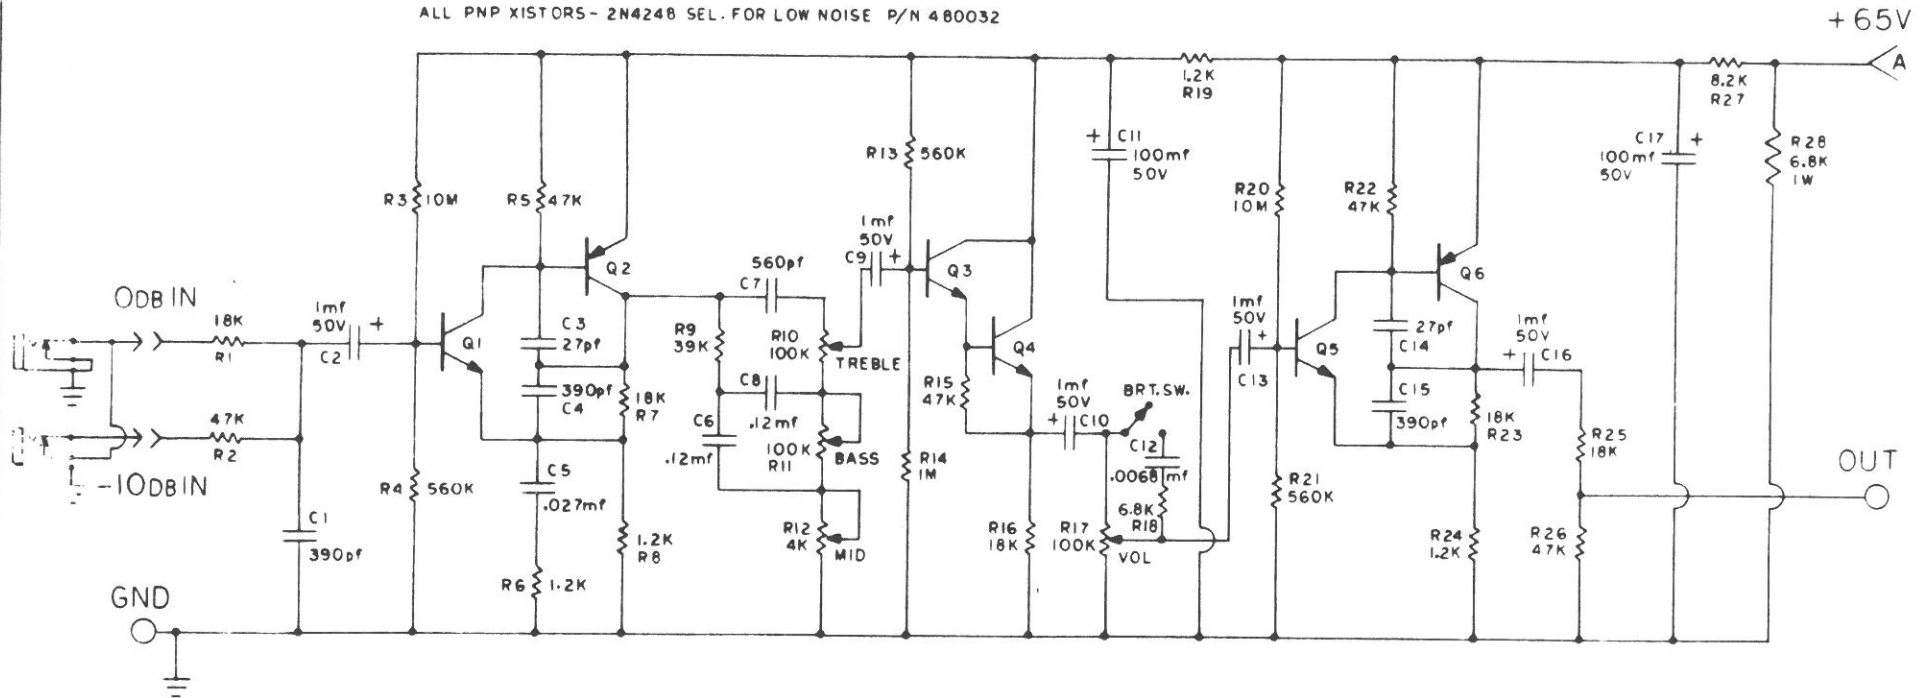 ALL PNP XISTORS- 2N4248 SEL. FOR LOW NOISE P/N 480032
+65V
A
1.2K
R19
8.2K
R27
R3 10M
R5 47K
Q2
R13 560K
+ C11
100mf
50V
R20
10M
R22
47K
C17 +
100mf
50V
R28
6.8K
1W
0DB IN
18K
R1
1mf
50V
+
C2
Q1
C3
27pf
390pf
C4
18K
R7
560pf
C7
R9
39K
R10
100K
TREBLE
C8
.12mf
C6
.12mf
100K
R11
BASS
1mf
50V
C9 +
Q3
Q4
R15
47K
1mf
50V
+ C10
BRT. SW.
C12
.0068 mf
6.8K
R18
1mf
50V
+
C13
Q5
Q6
27pf
C14
C15
390pf
18K
R23
1mf
50V
+ C16
R25
18K
OUT
47K
R2
-10DB IN
C1
390pf
R4 560K
C5
.027mf
R6 1.2K
1.2K
R8
R12
4K
MID
R14
1M
R16
18K
R17
100K
VOL
R21
560K
R24
1.2K
R26
47K
GND